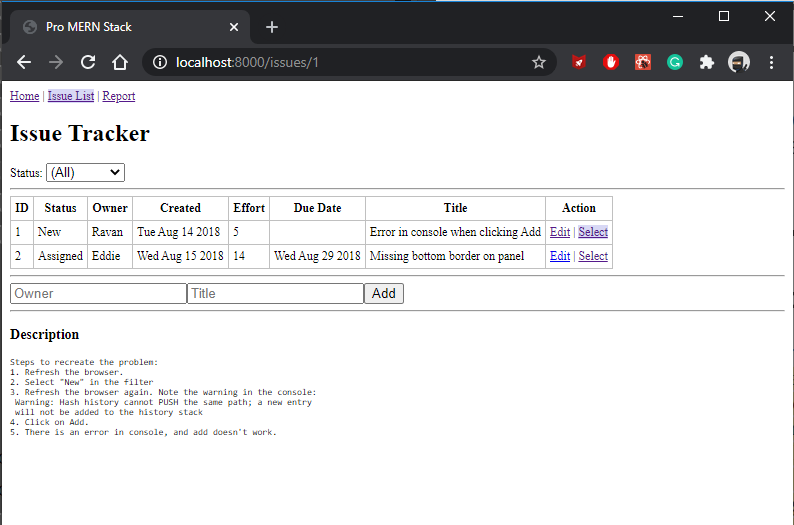 Pro MERN Stack
localhost:8000/issues/1
Home | Issue List | Report
Issue Tracker
Status: (All)
ID Status Owner Created Effort Due Date Title Action
1 New Ravan Tue Aug 14 2018 5 Error in console when clicking Add Edit | Select
2 Assigned Eddie Wed Aug 15 2018 14 Wed Aug 29 2018 Missing bottom border on panel Edit | Select
Owner Title Add
Description
Steps to recreate the problem:
1. Refresh the browser.
2. Select "New" in the filter
3. Refresh the browser again. Note the warning in the console:
Warning: Hash history cannot PUSH the same path; a new entry
will not be added to the history stack
4. Click on Add.
5. There is an error in console, and add doesn't work.